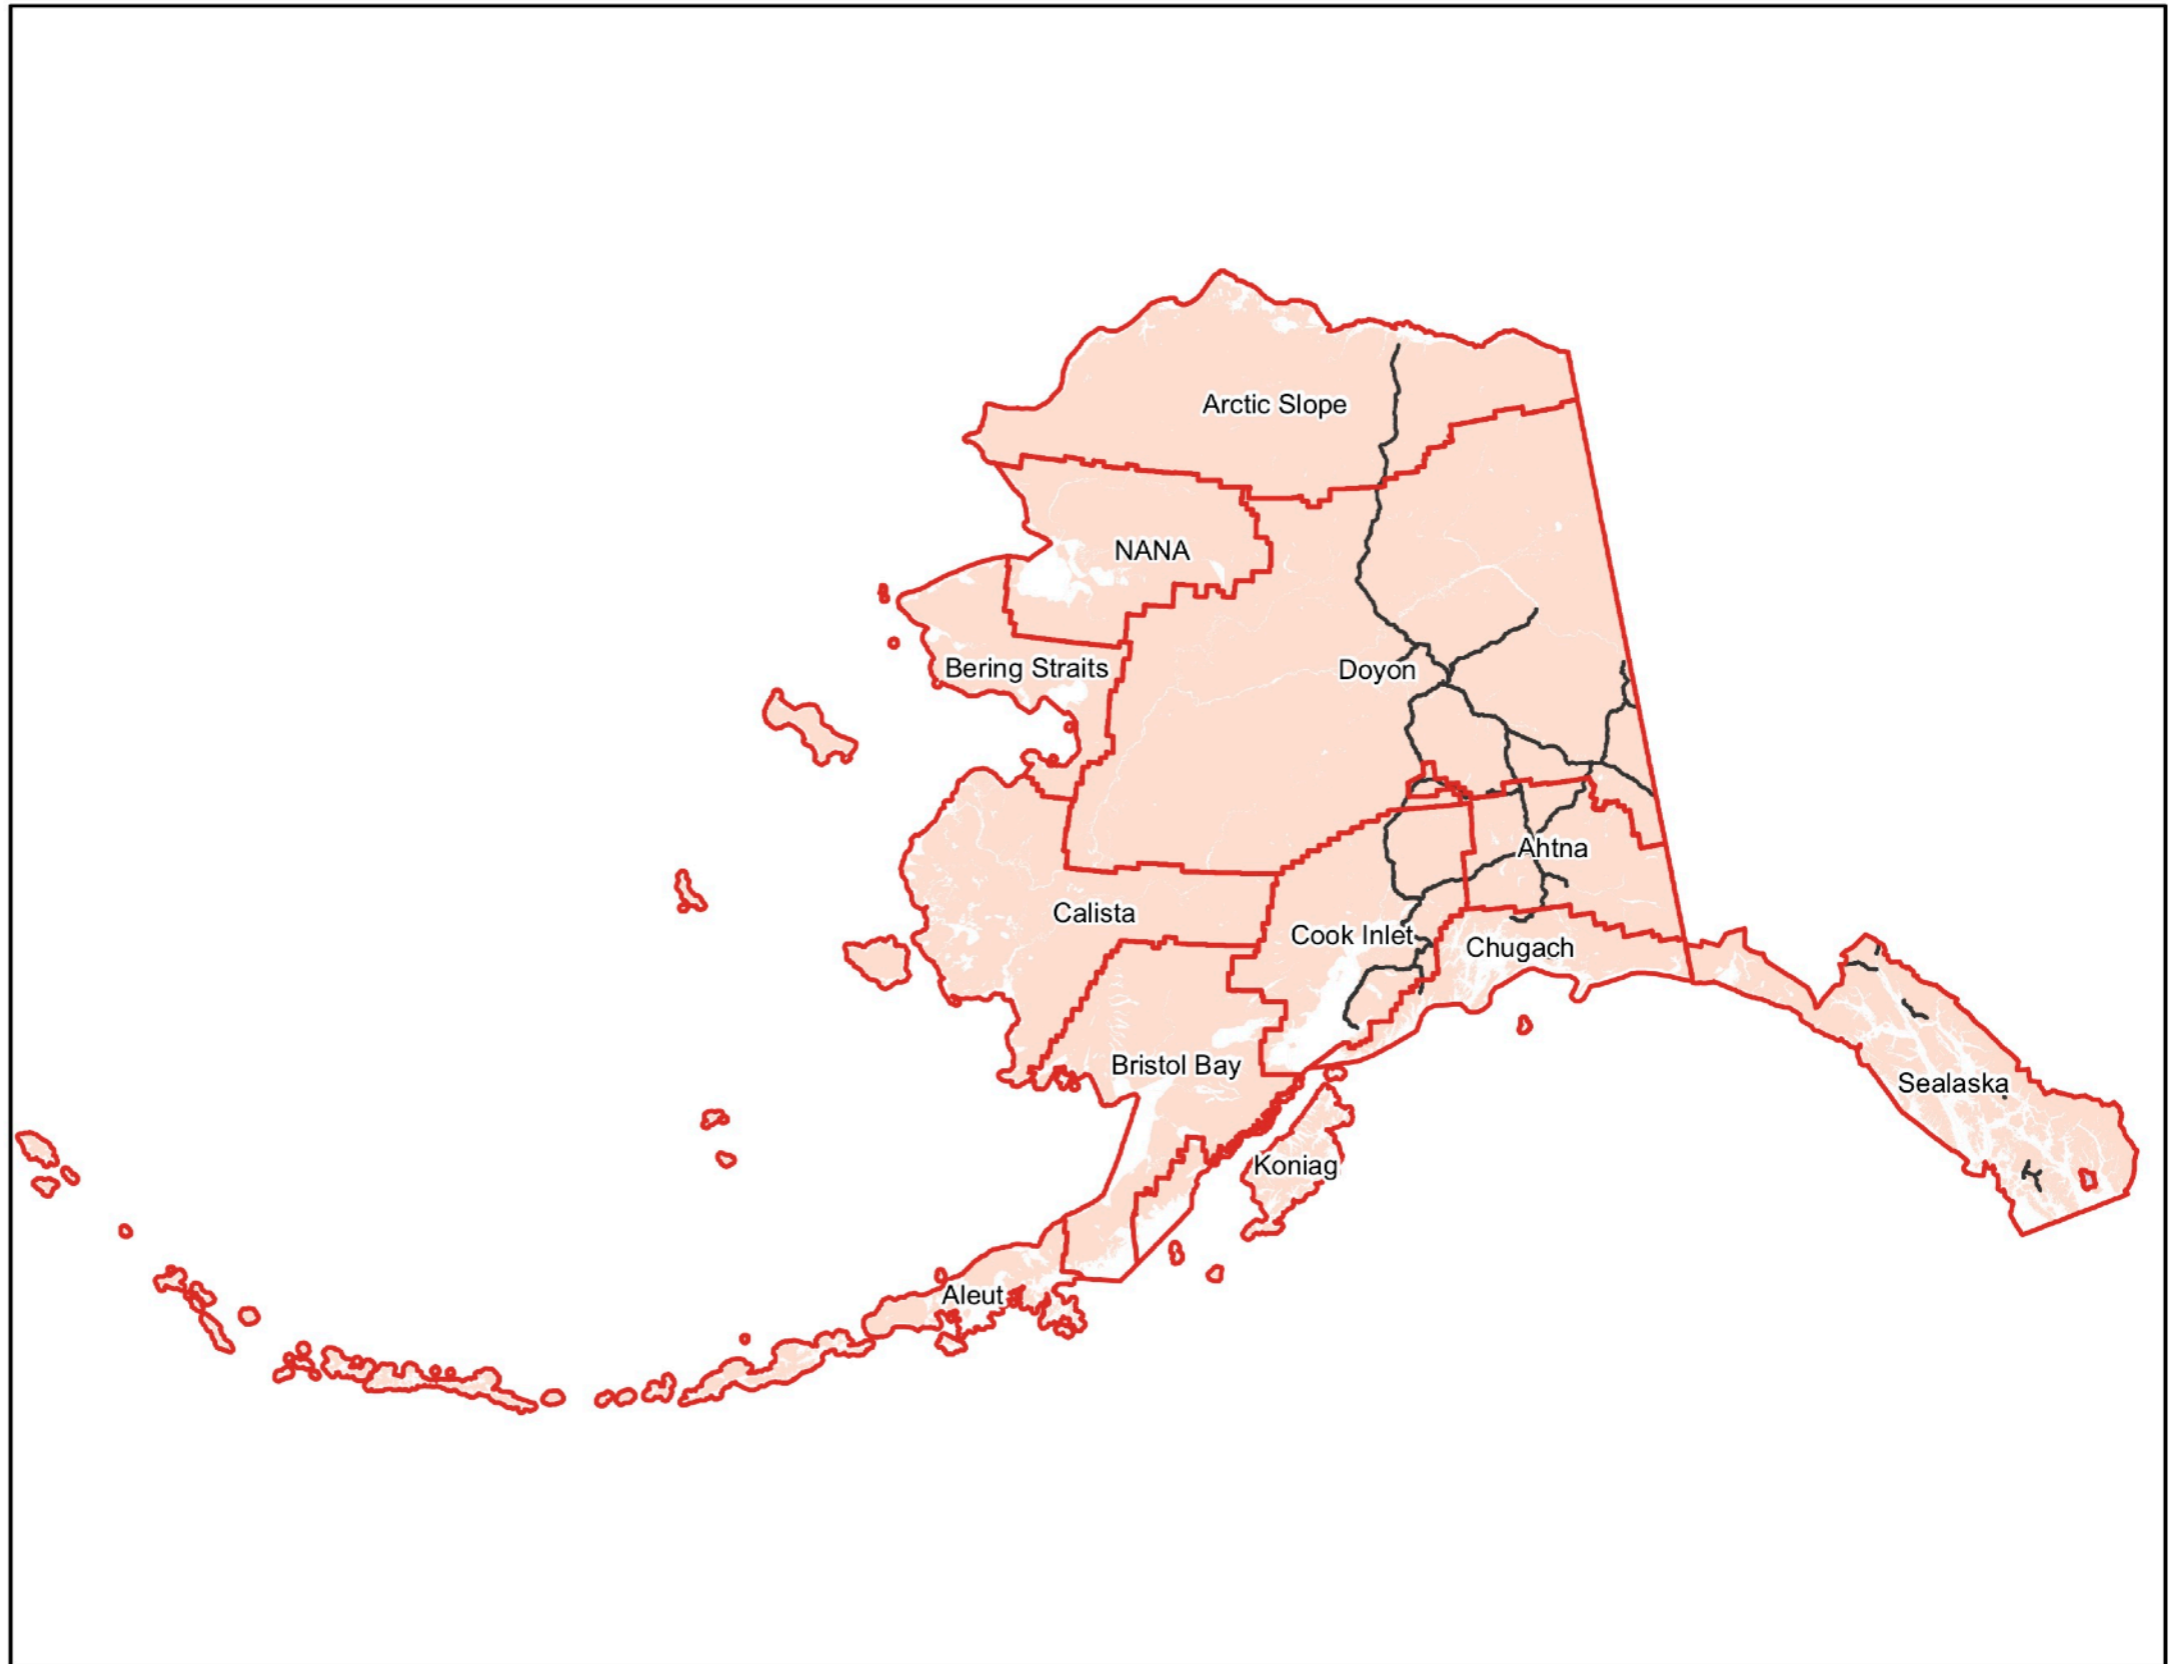 Arctic Slope
NANA
Bering Straits
Doyon
Ahtna
Calista
Cook Inlet
Chugach
Bristol Bay
Sealaska
Koniag
Aleut